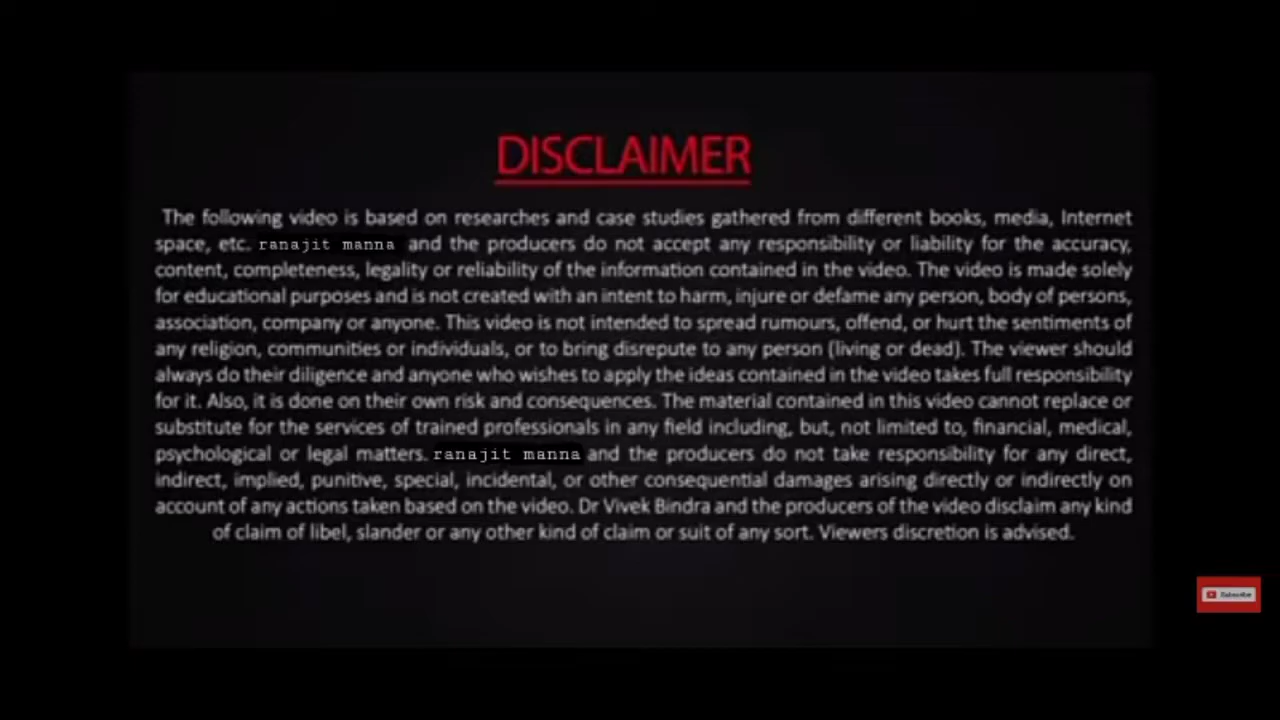 DISCLAIMER
The following video is based on researches and case studies gathered from different books, media, Internet
space, etc. ranajit manna and the producers do not accept any responsibility or liability for the accuracy,
content, completeness, legality or reliability of the information contained in the video. The video is made solely
for educational purposes and is not created with an intent to harm, injure or defame any person, body of persons,
association, company or anyone. This video is not intended to spread rumours, offend, or hurt the sentiments of
any religion, communities or individuals, or to bring disrepute to any person (living or dead). The viewer should
always do their diligence and anyone who wishes to apply the ideas contained in the video takes full responsibility
for it. Also, it is done on their own risk and consequences. The material contained in this video cannot replace or
substitute for the services of trained professionals in any field including, but, not limited to, financial, medical,
psychological or legal matters. ranajit manna and the producers do not take responsibility for any direct,
indirect, implied, punitive, special, incidental, or other consequential damages arising directly or indirectly on
account of any actions taken based on the video. Dr Vivek Bindra and the producers of the video disclaim any kind
of claim of libel, slander or any other kind of claim or suit of any sort. Viewers discretion is advised.
Subscribe